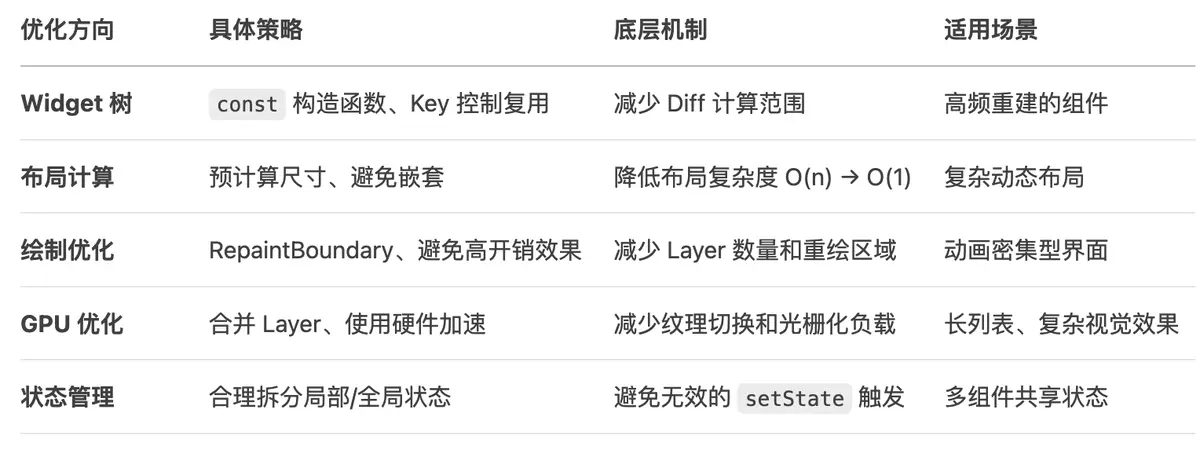 优化方向 具体策略 底层机制 适用场景
Widget 树 const 构造函数、Key 控制复用 减少 Diff 计算范围 高频重建的组件
布局计算 预计算尺寸、避免嵌套 降低布局复杂度 O(n) → O(1) 复杂动态布局
绘制优化 RepaintBoundary、避免高开销效果 减少 Layer 数量和重绘区域 动画密集型界面
GPU 优化 合并 Layer、使用硬件加速 减少纹理切换和光栅化负载 长列表、复杂视觉效果
状态管理 合理拆分局部/全局状态 避免无效的 setState 触发 多组件共享状态